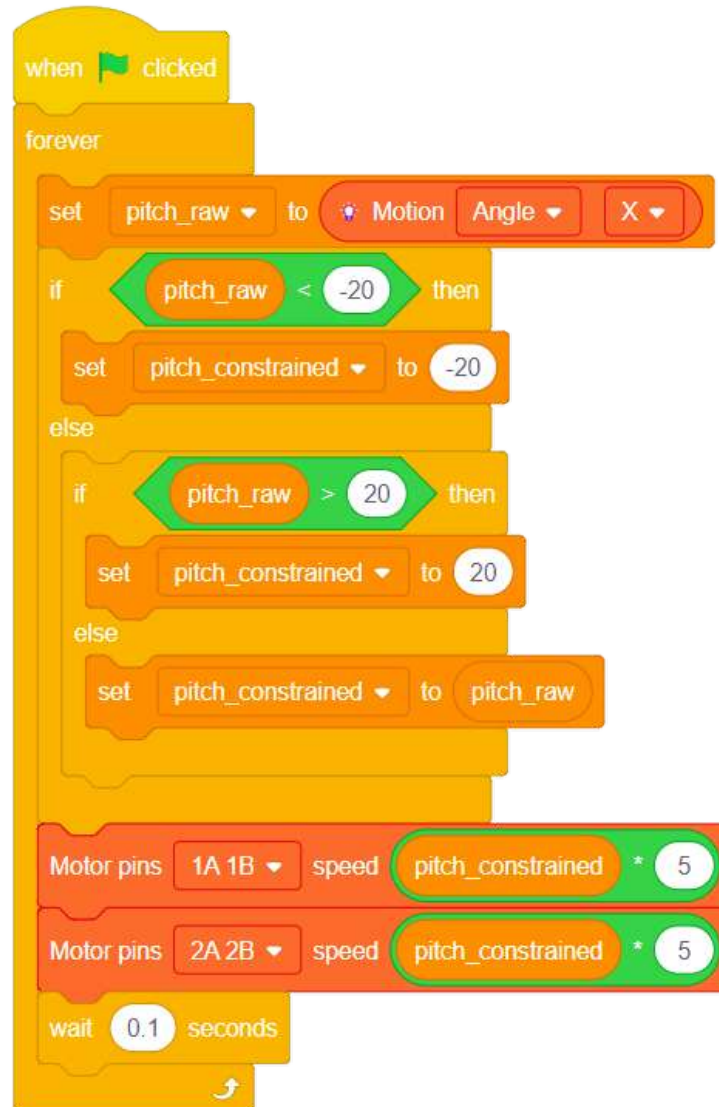 when clicked
forever
set pitch_raw to Motion Angle X
if pitch_raw < -20 then
set pitch_constrained to -20
else
if pitch_raw > 20 then
set pitch_constrained to 20
else
set pitch_constrained to pitch_raw
Motor pins 1A 1B speed pitch_constrained * 5
Motor pins 2A 2B speed pitch_constrained * 5
wait 0.1 seconds